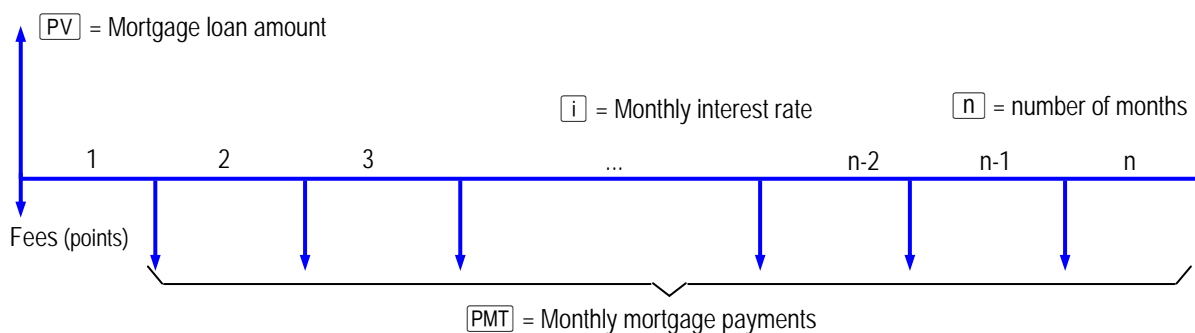 PV = Mortgage loan amount
i = Monthly interest rate
n = number of months
1 2 3 ... n-2 n-1 n
Fees (points)
PMT = Monthly mortgage payments